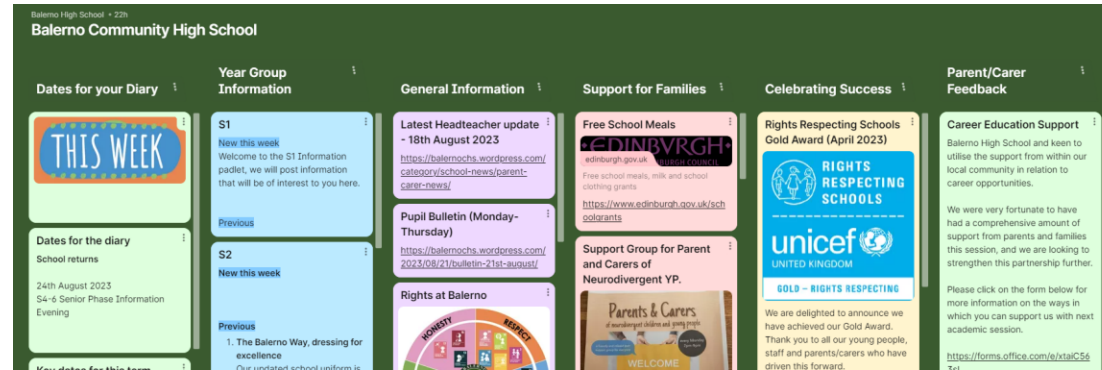 Balerno High School • 22h
Balerno Community High School
Dates for your Diary
THIS WEEK
Dates for the diary
School returns
24th August 2023
S4-6 Senior Phase Information
Evening
Key dates for this term
Year Group
Information
S1
New this week
Welcome to the S1 Information
padlet, we will post information
that will be of interest to you here.
Previous
S2
New this week
Previous
1. The Balerno Way, dressing for
excellence
Our updated school uniform is
General Information
Latest Headteacher update
- 18th August 2023
https://balernochs.wordpress.com/
category/school-news/parent-
carer-news/
Pupil Bulletin (Monday-
Thursday)
https://balernochs.wordpress.com/
2023/08/21/bulletin-21st-august/
Rights at Balerno
HONESTY
RESPECT
Support for Families
Free School Meals
•EDINBVRGH•
edinburgh.gov.uk
BURGH COUNCIL
Free school meals, milk and school
clothing grants
https://www.edinburgh.gov.uk/sch
oolgrants
Support Group for Parent
and Carers of
Neurodivergent YP.
Parents & Carers
of neurodivergent children and young people
WELCOME
Celebrating Success
Rights Respecting Schools
Gold Award (April 2023)
RIGHTS
RESPECTING
SCHOOLS
unicef
UNITED KINGDOM
GOLD – RIGHTS RESPECTING
We are delighted to announce we
have achieved our Gold Award.
Thank you to all our young people,
staff and parents/carers who have
driven this forward.
Parent/Carer
Feedback
Career Education Support
Balerno High School and keen to
utilise the support from within our
local community in relation to
career opportunities.
We were very fortunate to have
had a comprehensive amount of
support from parents and families
this session, and we are looking to
strengthen this partnership further.
Please click on the form below for
more information on the ways in
which you can support us with next
academic session.
https://forms.office.com/e/xtaiC56